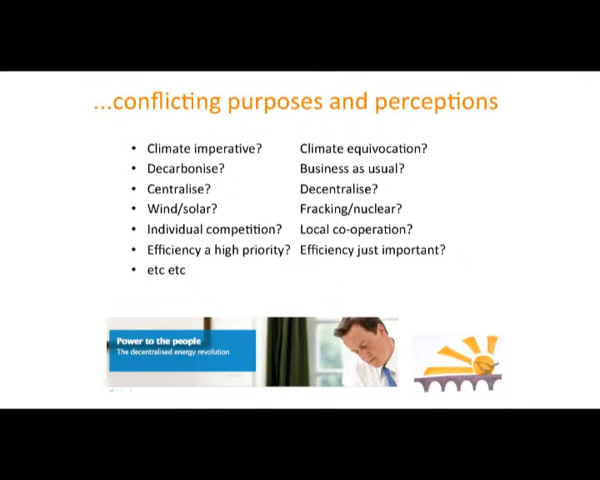 ...conflicting purposes and perceptions
• Climate imperative? Climate equivocation?
• Decarbonise? Business as usual?
• Centralise? Decentralise?
• Wind/solar? Fracking/nuclear?
• Individual competition? Local co-operation?
• Efficiency a high priority? Efficiency just important?
• etc etc
Power to the people
The decentralised energy revolution